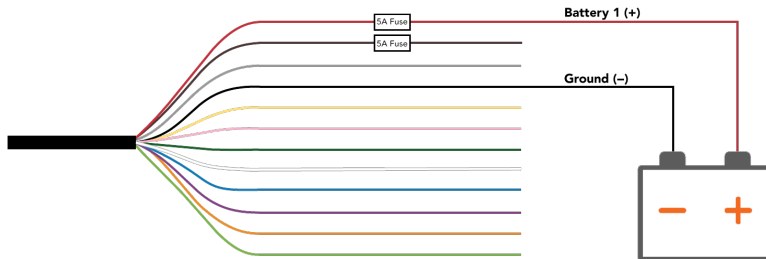 Battery 1 (+)
5A Fuse
5A Fuse
Ground (–)